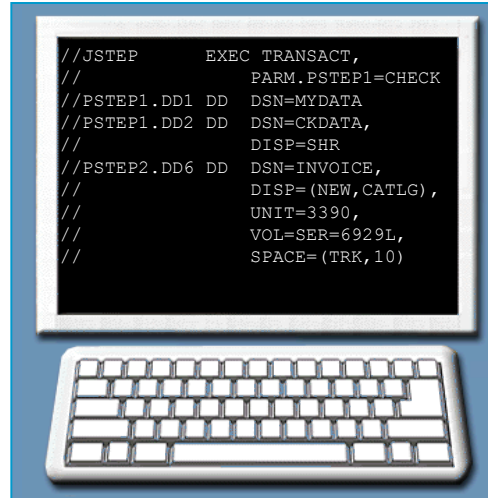 //JSTEP      EXEC TRANSACT,
//                PARM.PSTEP1=CHECK
//PSTEP1.DD1 DD  DSN=MYDATA
//PSTEP1.DD2 DD  DSN=CKDATA,
//               DISP=SHR
//PSTEP2.DD6 DD  DSN=INVOICE,
//               DISP=(NEW,CATLG),
//               UNIT=3390,
//               VOL=SER=6929L,
//               SPACE=(TRK,10)